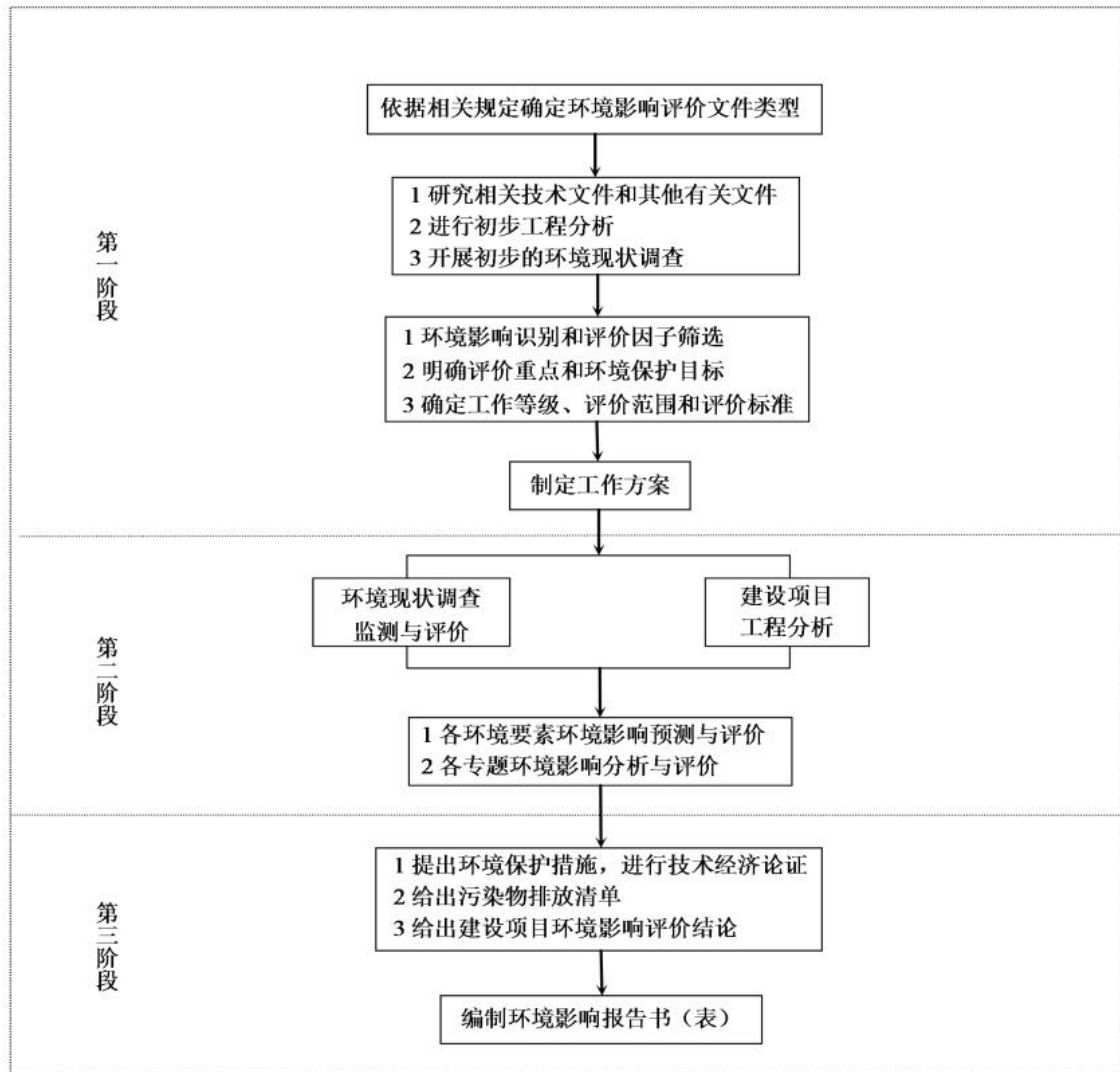 第一阶段
依据相关规定确定环境影响评价文件类型
1 研究相关技术文件和其他有关文件
2 进行初步工程分析
3 开展初步的环境现状调查
1 环境影响识别和评价因子筛选
2 明确评价重点和环境保护目标
3 确定工作等级、评价范围和评价标准
制定工作方案
第二阶段
环境现状调查
监测与评价
建设项目
工程分析
1 各环境要素环境影响预测与评价
2 各专题环境影响分析与评价
第三阶段
1 提出环境保护措施，进行技术经济论证
2 给出污染物排放清单
3 给出建设项目环境影响评价结论
编制环境影响报告书（表）